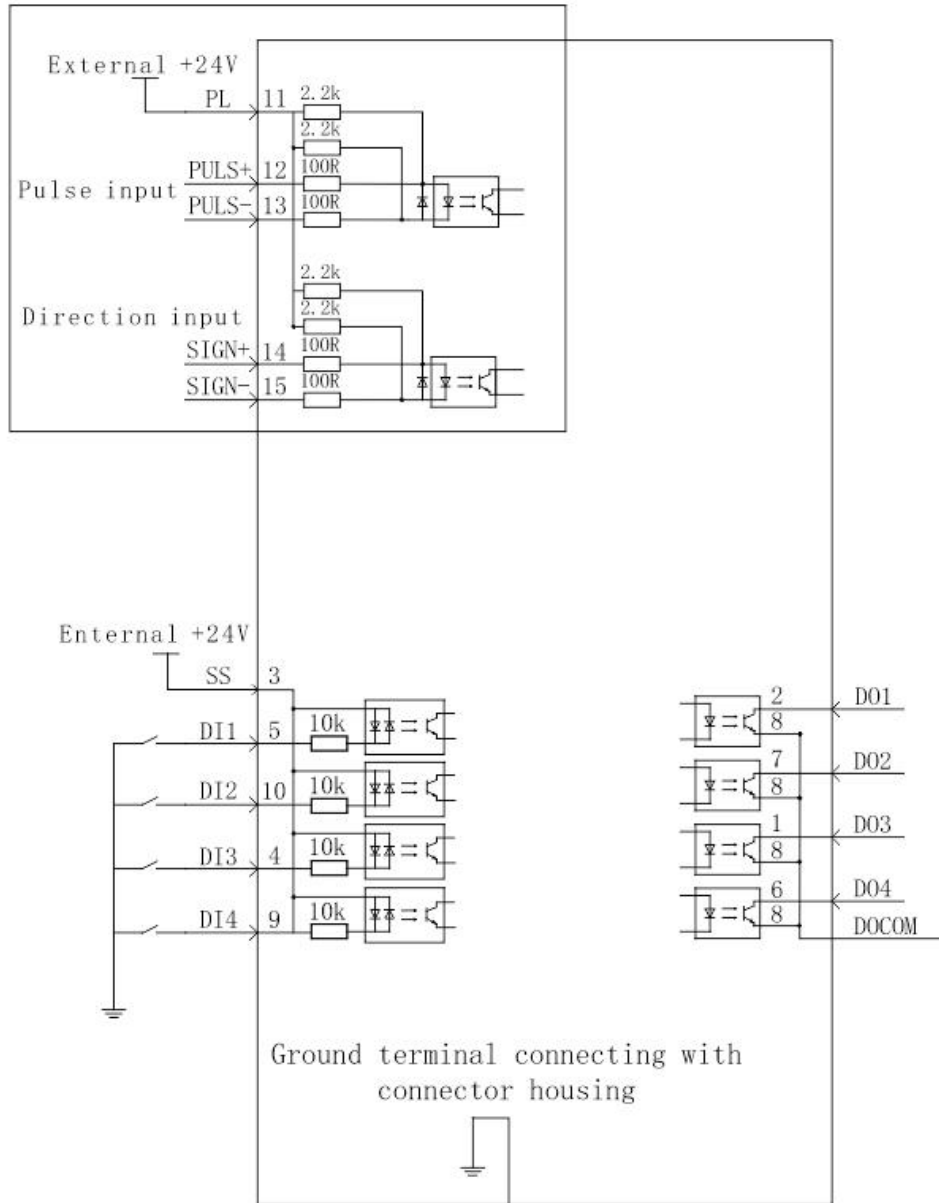 External +24V
PL 11 2.2k
2.2k
PULS+ 12 100R
Pulse input
PULS- 13 100R
2.2k
Direction input
2.2k
SIGN+ 14 100R
SIGN- 15 100R
Enternal +24V
SS 3
DI1 5 10k
DI2 10 10k
DI3 4 10k
DI4 9 10k
2 DO1
8
7 DO2
8
1 DO3
8
6 DO4
8
DOCOM
Ground terminal connecting with
connector housing